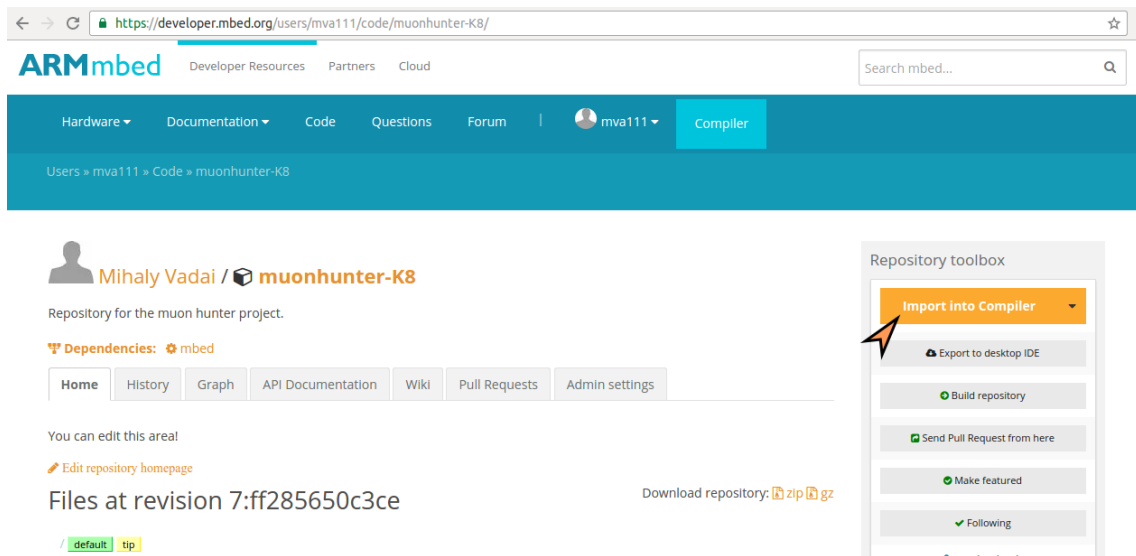 https://developer.mbed.org/users/mva111/code/muonhunter-K8/
ARMmbed Developer Resources Partners Cloud Search mbed...
Hardware Documentation Code Questions Forum | mva111 Compiler
Users » mva111 » Code » muonhunter-K8
Mihaly Vadai / muonhunter-K8
Repository for the muon hunter project.
Dependencies: mbed
Home History Graph API Documentation Wiki Pull Requests Admin settings
You can edit this area!
Edit repository homepage
Files at revision 7:ff285650c3ce
Download repository: zip gz
/ default tip
Repository toolbox
Import into Compiler
Export to desktop IDE
Build repository
Send Pull Request from here
Make featured
Following